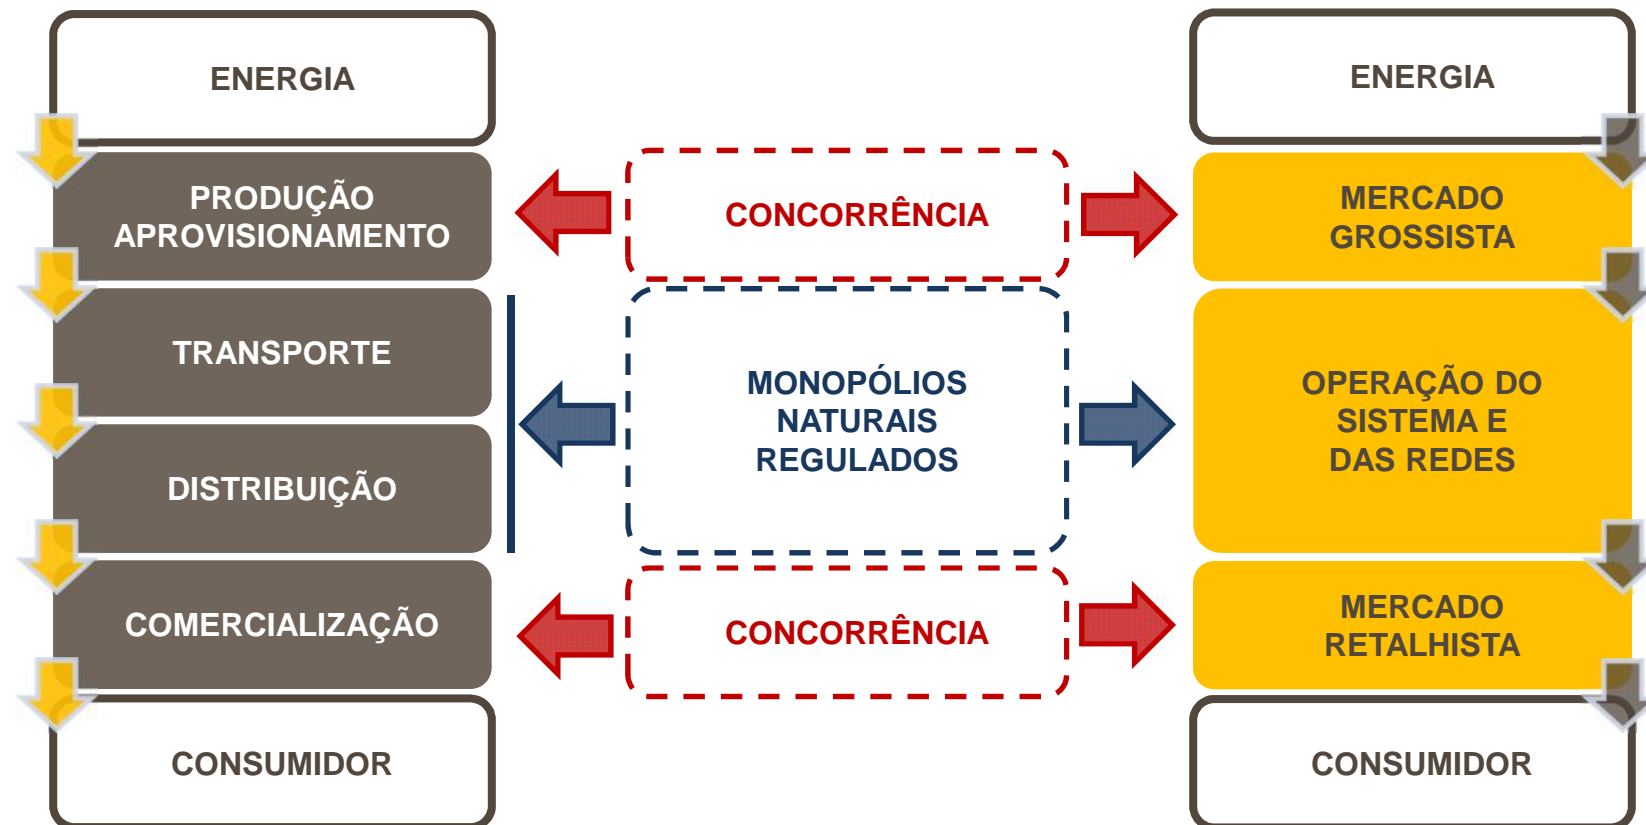 ENERGIA
PRODUÇÃO
APROVISIONAMENTO
TRANSPORTE
DISTRIBUIÇÃO
COMERCIALIZAÇÃO
CONSUMIDOR
CONCORRÊNCIA
MONOPÓLIOS
NATURAIS
REGULADOS
CONCORRÊNCIA
ENERGIA
MERCADO
GROSSISTA
OPERAÇÃO DO
SISTEMA E
DAS REDES
MERCADO
RETALHISTA
CONSUMIDOR